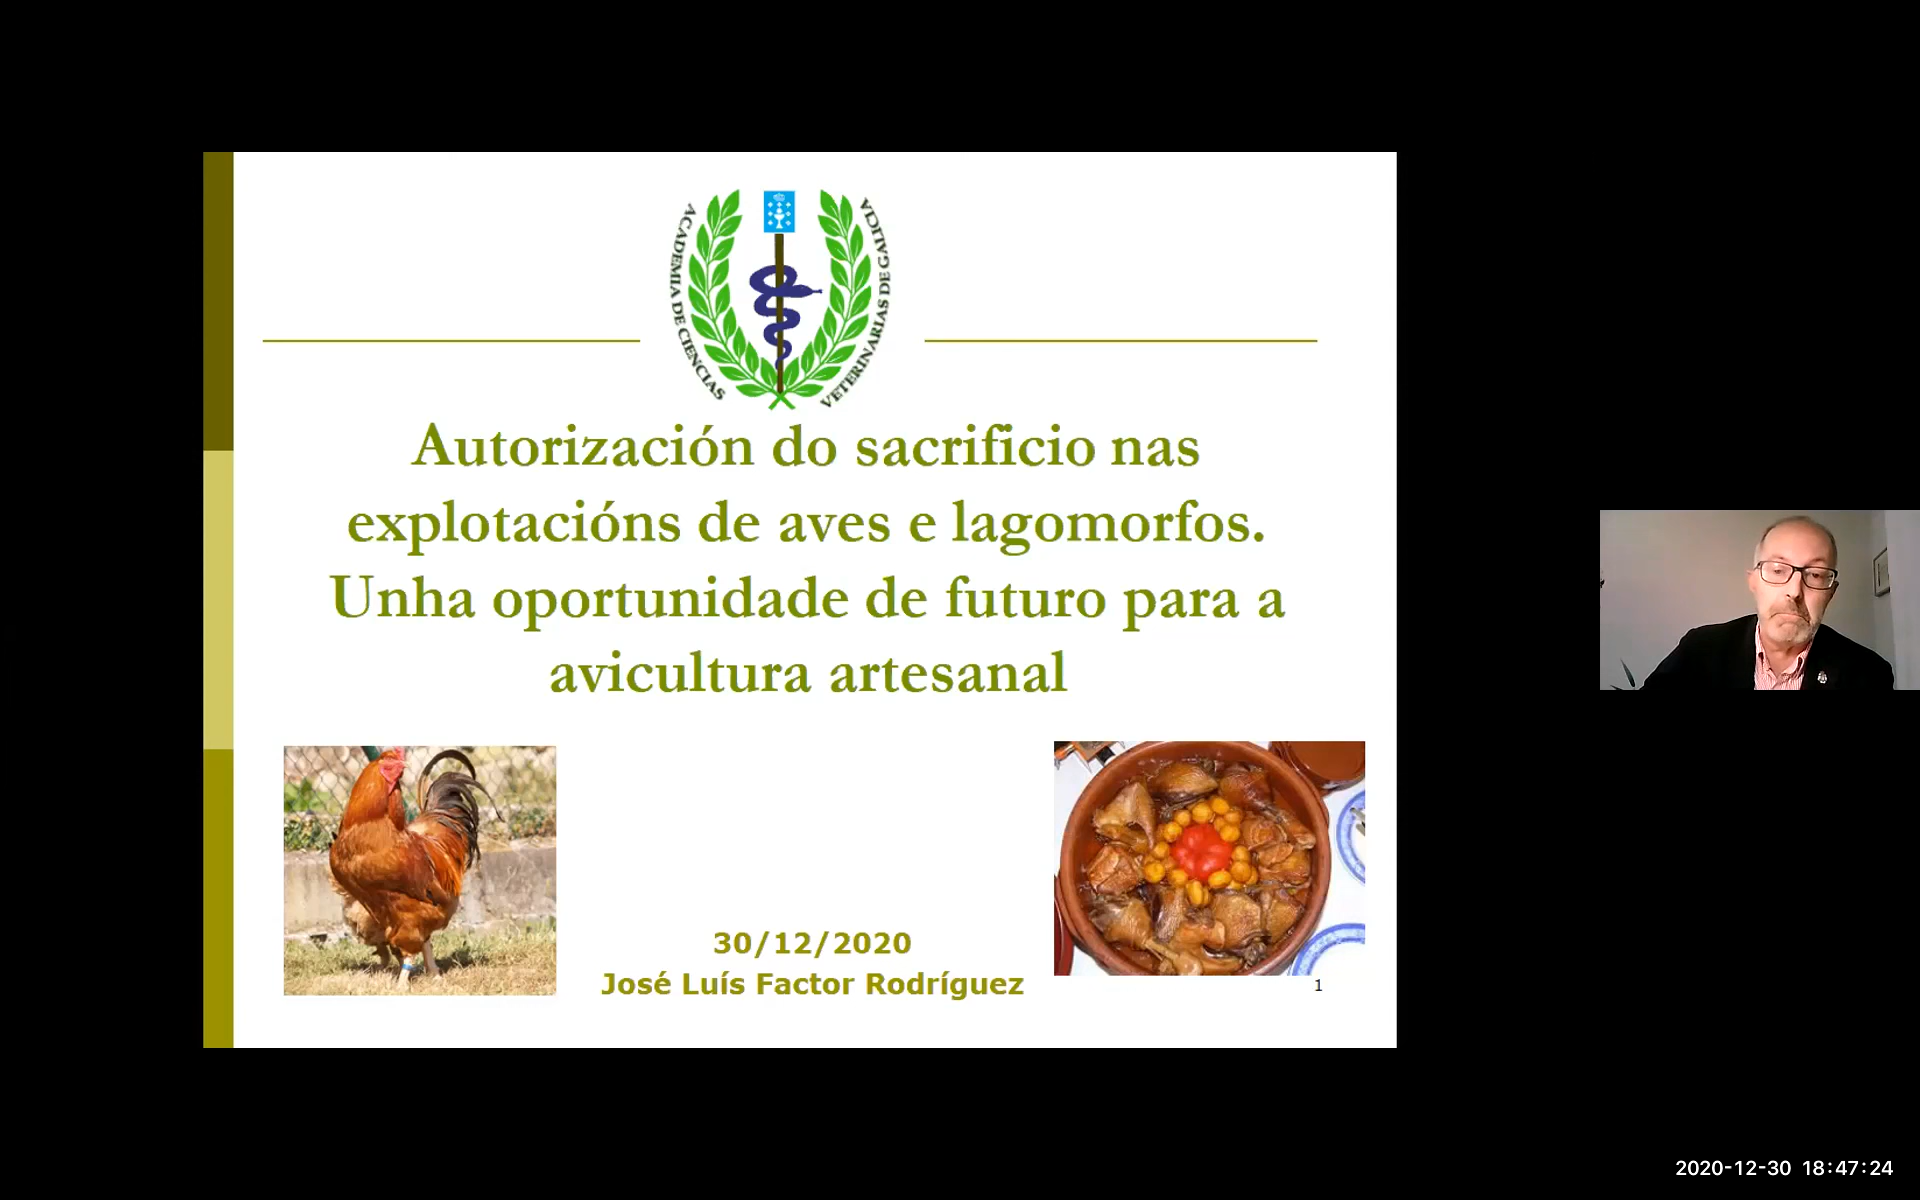 ACADEMIA DE CIENCIAS
VETERINARIAS DE GALICIA
Autorización do sacrificio nas
explotacións de aves e lagomorfos.
Unha oportunidade de futuro para a
avicultura artesanal
30/12/2020
José Luís Factor Rodríguez
1
2020-12-30 18:47:24